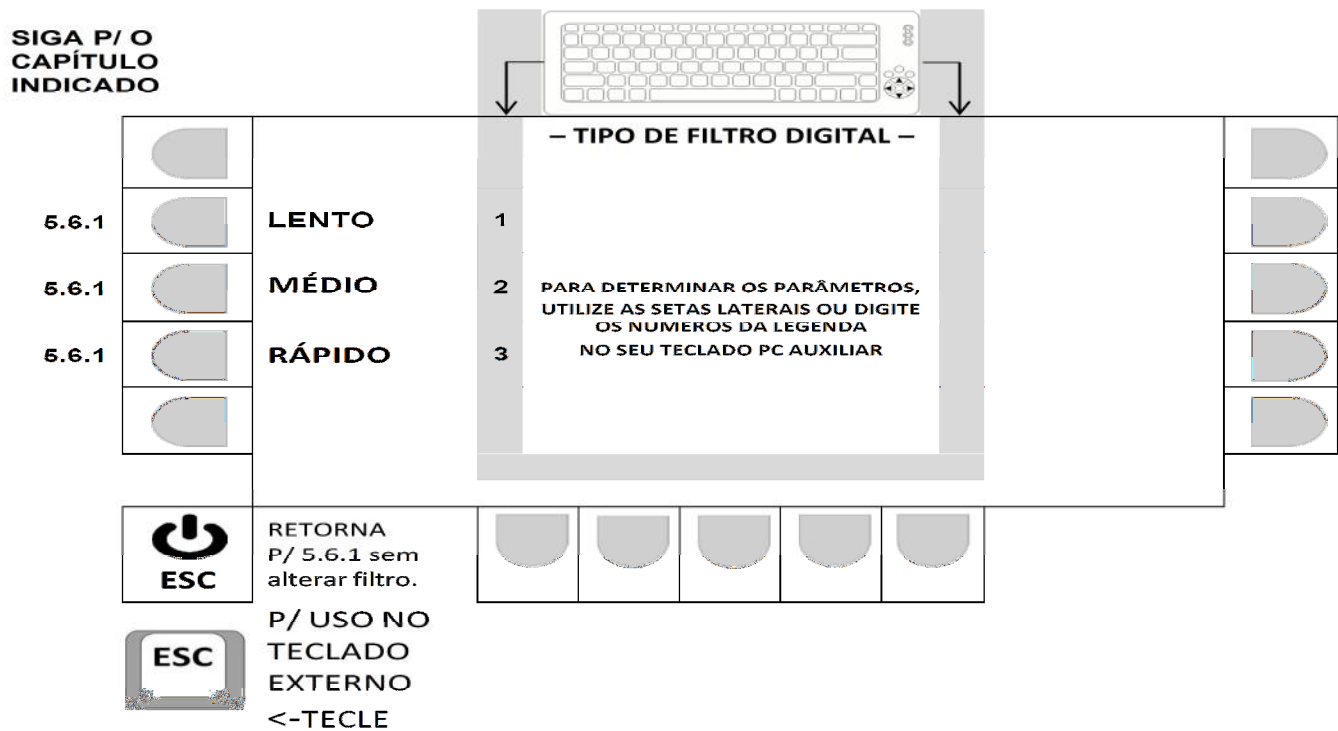 SIGA P/ O
CAPÍTULO
INDICADO
– TIPO DE FILTRO DIGITAL –
5.6.1 LENTO 1
5.6.1 MÉDIO 2
5.6.1 RÁPIDO 3
PARA DETERMINAR OS PARÂMETROS,
UTILIZE AS SETAS LATERAIS OU DIGITE
OS NUMEROS DA LEGENDA
NO SEU TECLADO PC AUXILIAR
ESC
RETORNA
P/ 5.6.1 sem
alterar filtro.
ESC
P/ USO NO
TECLADO
EXTERNO
<-TECLE